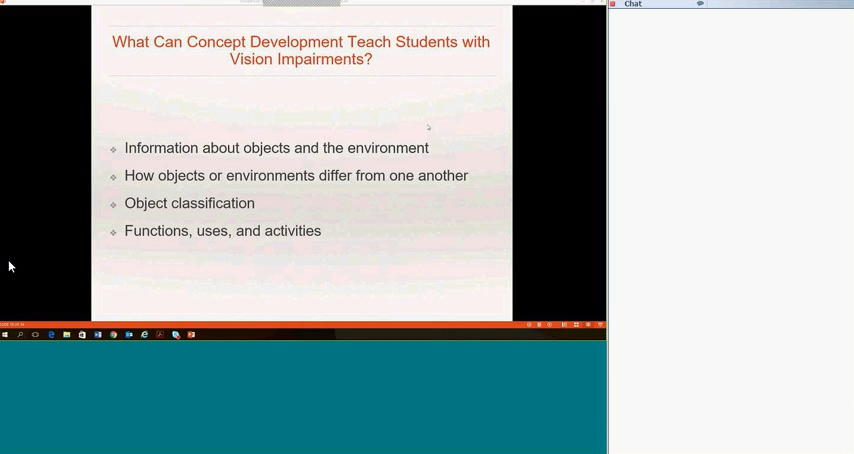 Chat
What Can Concept Development Teach Students with
Vision Impairments?
Information about objects and the environment
How objects or environments differ from one another
Object classification
Functions, uses, and activities